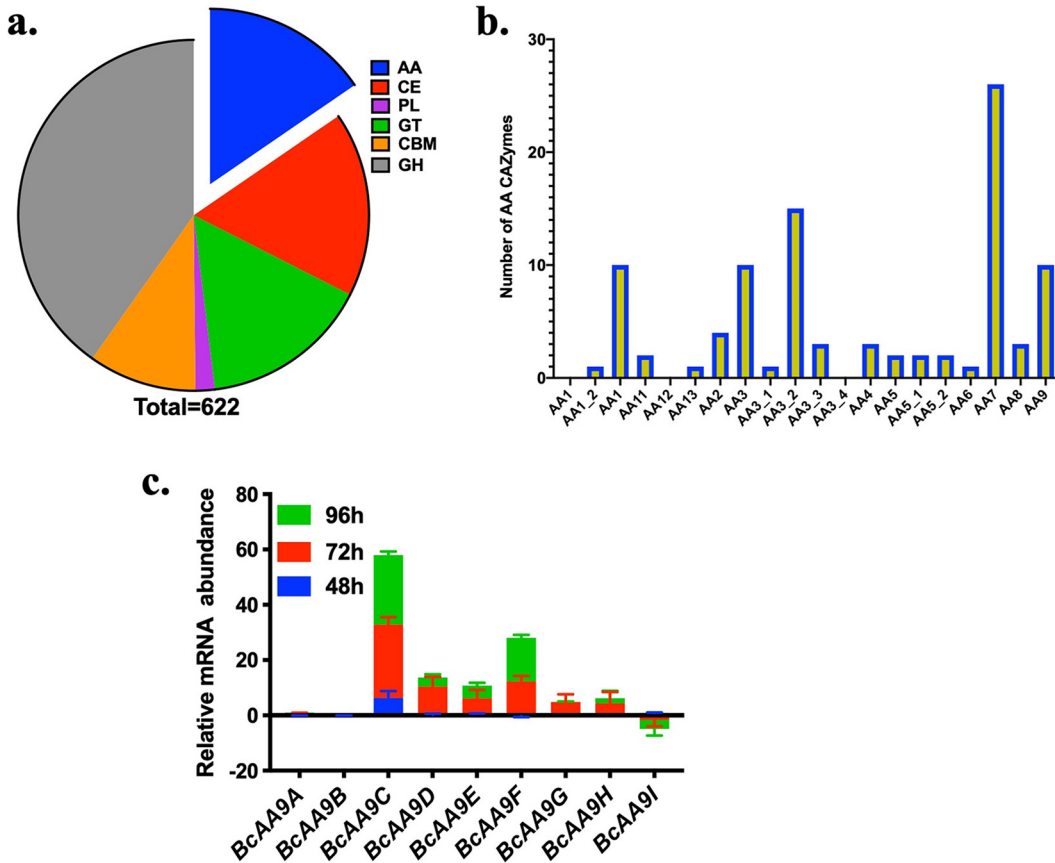 a.
AA
CE
PL
GT
CBM
GH
Total=622
b.
Number of AA CAZymes
30
20
10
0
AA1
AA1_2
AA1
AA11
AA12
AA13
AA2
AA3
AA3_1
AA3_2
AA3_3
AA3_4
AA4
AA5
AA5_1
AA5_2
AA6
AA7
AA8
AA9
c.
Relative mRNA abundance
80
60
40
20
0
-20
96h
72h
48h
BcAA9A
BcAA9B
BcAA9C
BcAA9D
BcAA9E
BcAA9F
BcAA9G
BcAA9H
BcAA9I